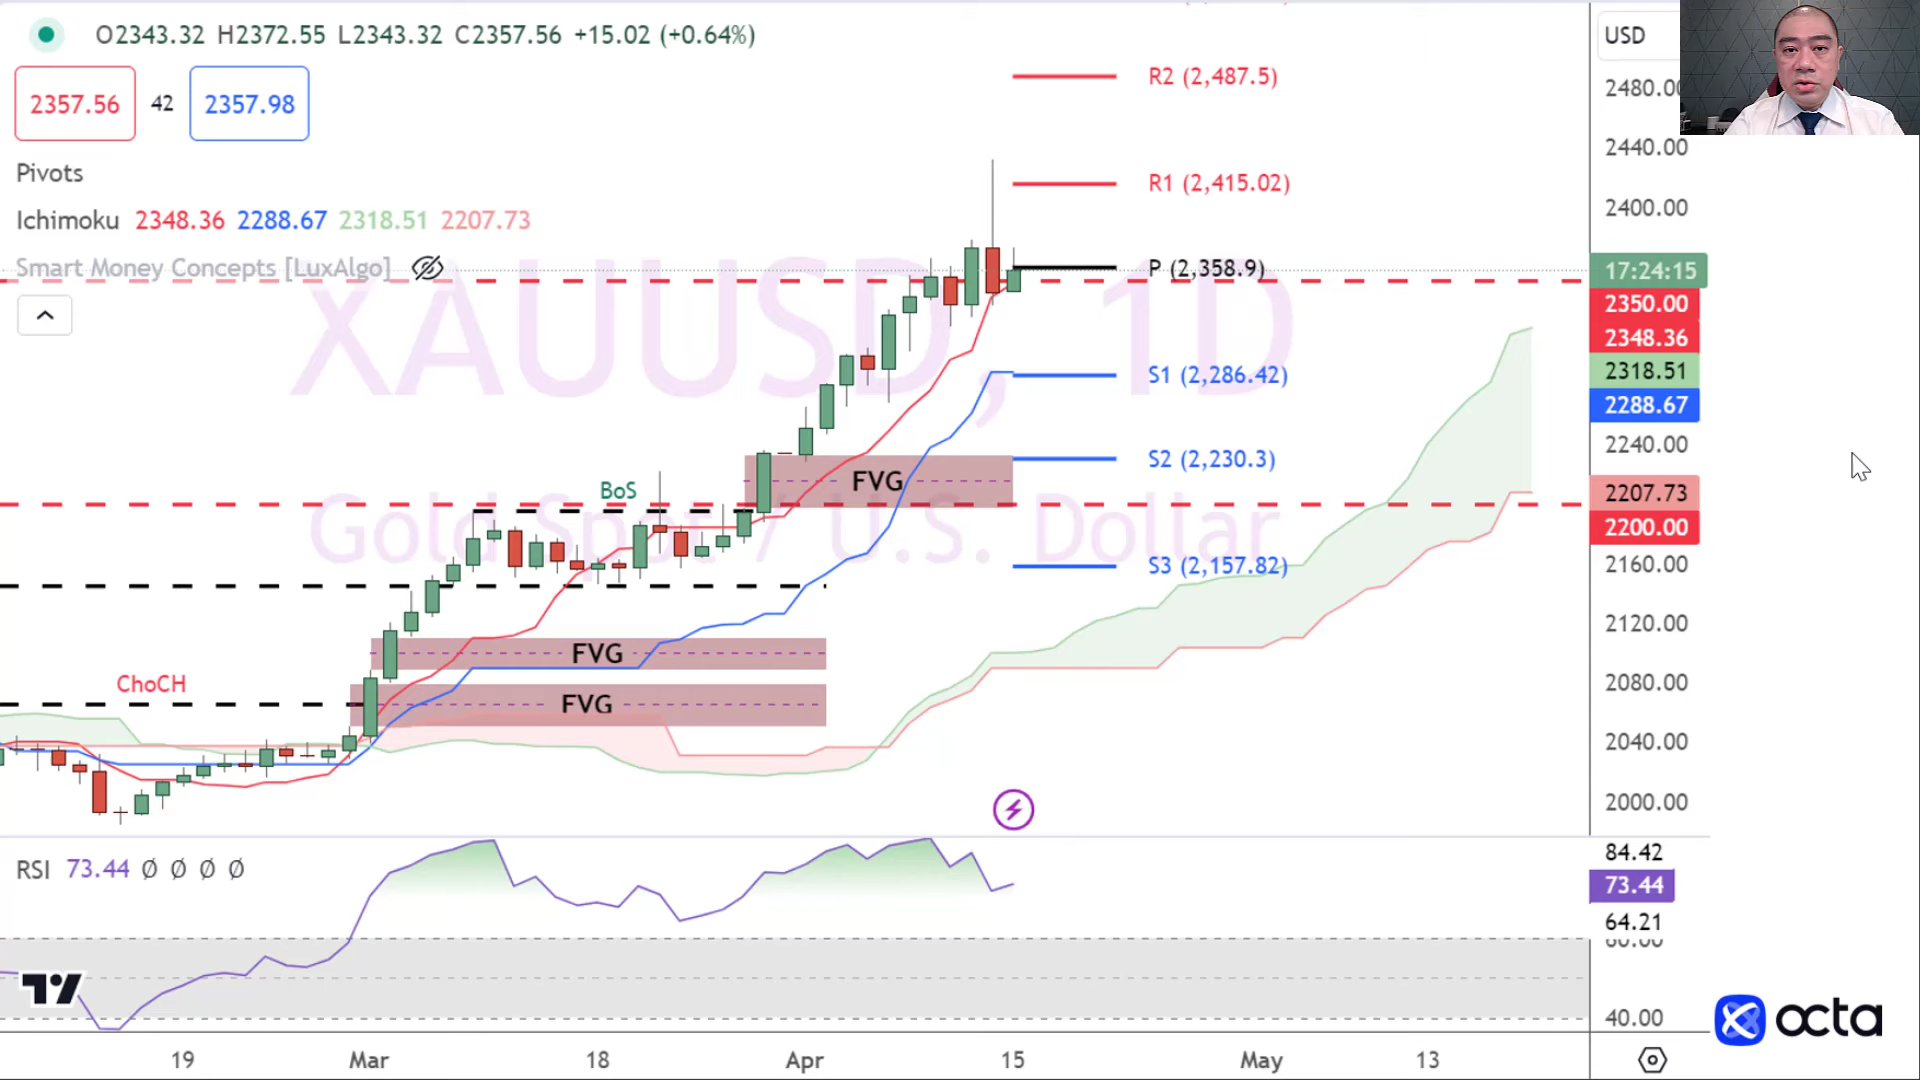 O2343.32 H2372.55 L2343.32 C2357.56 +15.02 (+0.64%)
2357.56 42 2357.98
Pivots
Ichimoku 2348.36 2288.67 2318.51 2207.73
Smart Money Concepts [LuxAlgo]
XAUUSD, 1D
Gold Spot / U.S. Dollar
R2 (2,487.5)
R1 (2,415.02)
P (2,358.9)
S1 (2,286.42)
S2 (2,230.3)
S3 (2,157.82)
BoS
FVG
FVG
FVG
ChoCH
USD
2480.00
2440.00
2400.00
17:24:15
2350.00
2348.36
2318.51
2288.67
2240.00
2207.73
2200.00
2160.00
2120.00
2080.00
2040.00
2000.00
RSI 73.44 Ø Ø Ø Ø
84.42
73.44
64.21
60.00
40.00
19 Mar 18 Apr 15 May 13
octa